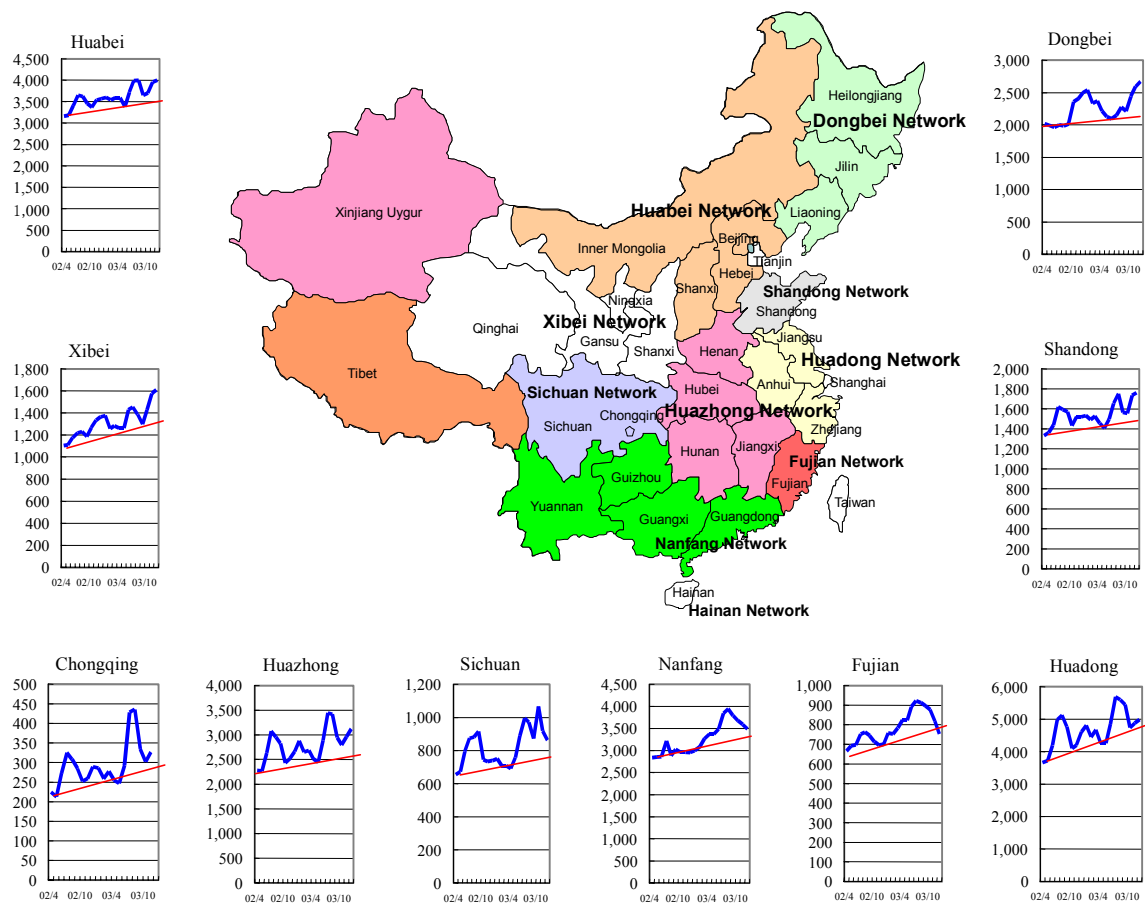 Huabei
4,500
4,000
3,500
3,000
2,500
2,000
1,500
1,000
500
0
02/4 02/10 03/4 03/10
Xibei
1,800
1,600
1,400
1,200
1,000
800
600
400
200
0
02/4 02/10 03/4 03/10
Heilongjiang
Dongbei Network
Jilin
Liaoning
Xinjiang Uygur
Huabei Network
Inner Mongolia
Beijing
Tianjin
Hebei
Shanxi
Ningxia
Shandong Network
Shandong
Qinghai
Xibei Network
Gansu
Shanxi
Henan
Jiangsu
Huadong Network
Tibet
Anhui
Shanghai
Sichuan Network
Hubei
Chongqing
Huazhong Network
Sichuan
Zhejiang
Hunan
Jiangxi
Fujian Network
Guizhou
Fujian
Yuannan
Guangxi
Guangdong
Taiwan
Nanfang Network
Hainan
Hainan Network
Dongbei
3,000
2,500
2,000
1,500
1,000
500
0
02/4 02/10 03/4 03/10
Shandong
2,000
1,800
1,600
1,400
1,200
1,000
800
600
400
200
0
02/4 02/10 03/4 03/10
Chongqing
500
450
400
350
300
250
200
150
100
50
0
02/4 02/10 03/4 03/10
Huazhong
4,000
3,500
3,000
2,500
2,000
1,500
1,000
500
0
02/4 02/10 03/4 03/10
Sichuan
1,200
1,000
800
600
400
200
0
02/4 02/10 03/4 03/10
Nanfang
4,500
4,000
3,500
3,000
2,500
2,000
1,500
1,000
500
0
02/4 02/10 03/4 03/10
Fujian
1,000
900
800
700
600
500
400
300
200
100
0
02/4 02/10 03/4 03/10
Huadong
6,000
5,000
4,000
3,000
2,000
1,000
0
02/4 02/10 03/4 03/10